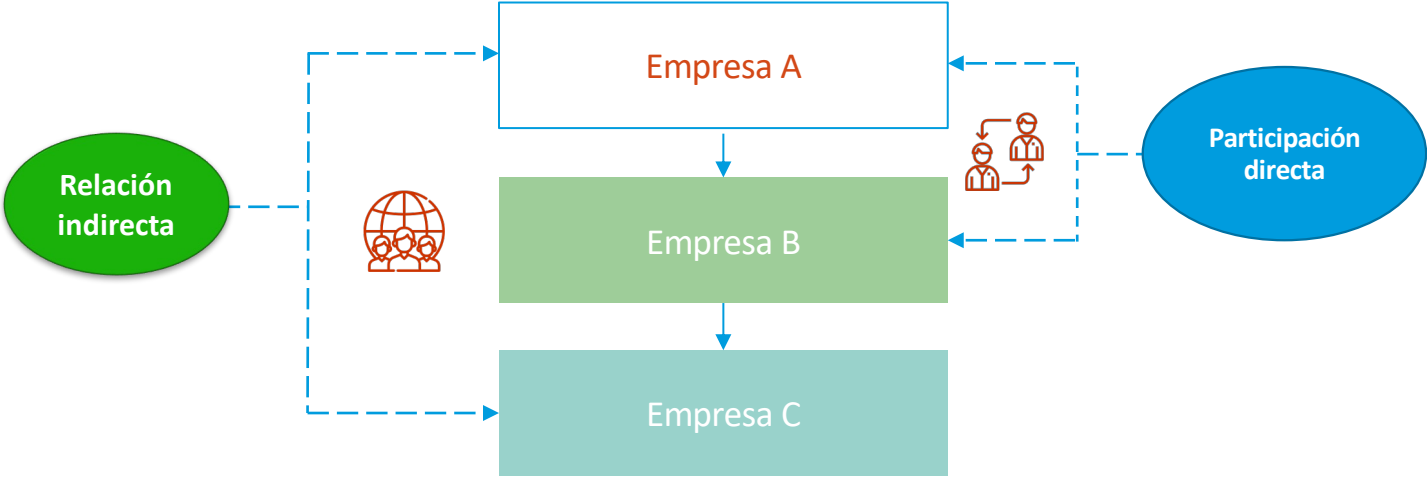 Empresa A
Participación
directa
Relación
indirecta
Empresa B
Empresa C